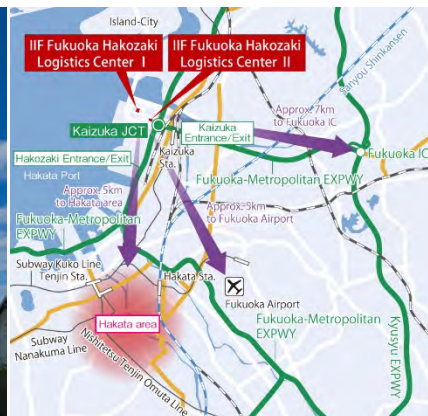 Island-City
IIF Fukuoka Hakozaki
Logistics Center I
IIF Fukuoka Hakozaki
Logistics Center II
Sanyou Shinkansen
Kaizuka JCT
Kaizuka
Entrance/Exit
Approx. 7km
to Fukuoka IC
Kaizuka
Sta.
Fukuoka IC
Hakozaki Entrance/Exit
Hakata Port
Approx. 5km
to Hakata area
Fukuoka-Metropolitan
EXPWY
Approx. 5km
to Fukuoka Airport
Fukuoka-Metropolitan
EXPWY
Subway Kuko Line
Tenjin Sta.
Hakata Sta.
Fukuoka Airport
Hakata area
Fukuoka-Metropolitan
EXPWY
Subway
Nanakuma Line
Nishitetsu Tenjin Omuta Line
Kyusyu EXPWY